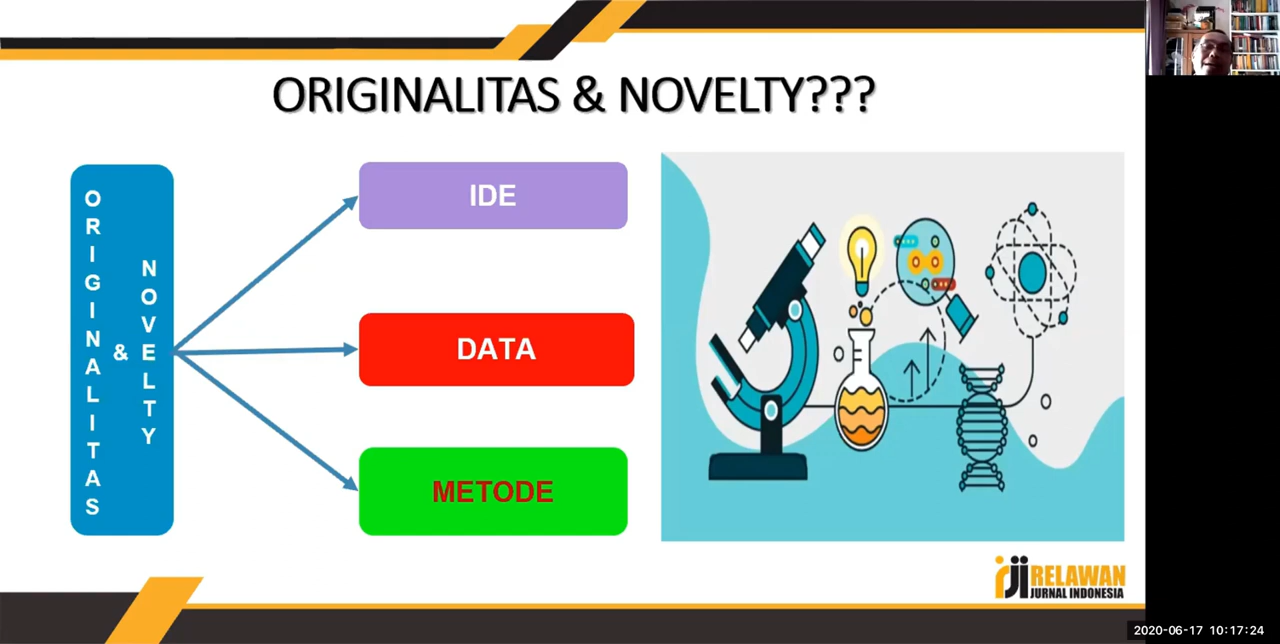 ORIGINALITAS & NOVELTY???
ORIGINALITAS
&
NOVELTY
IDE
DATA
METODE
RELAWAN
JURNAL INDONESIA
2020-06-17 10:17:24